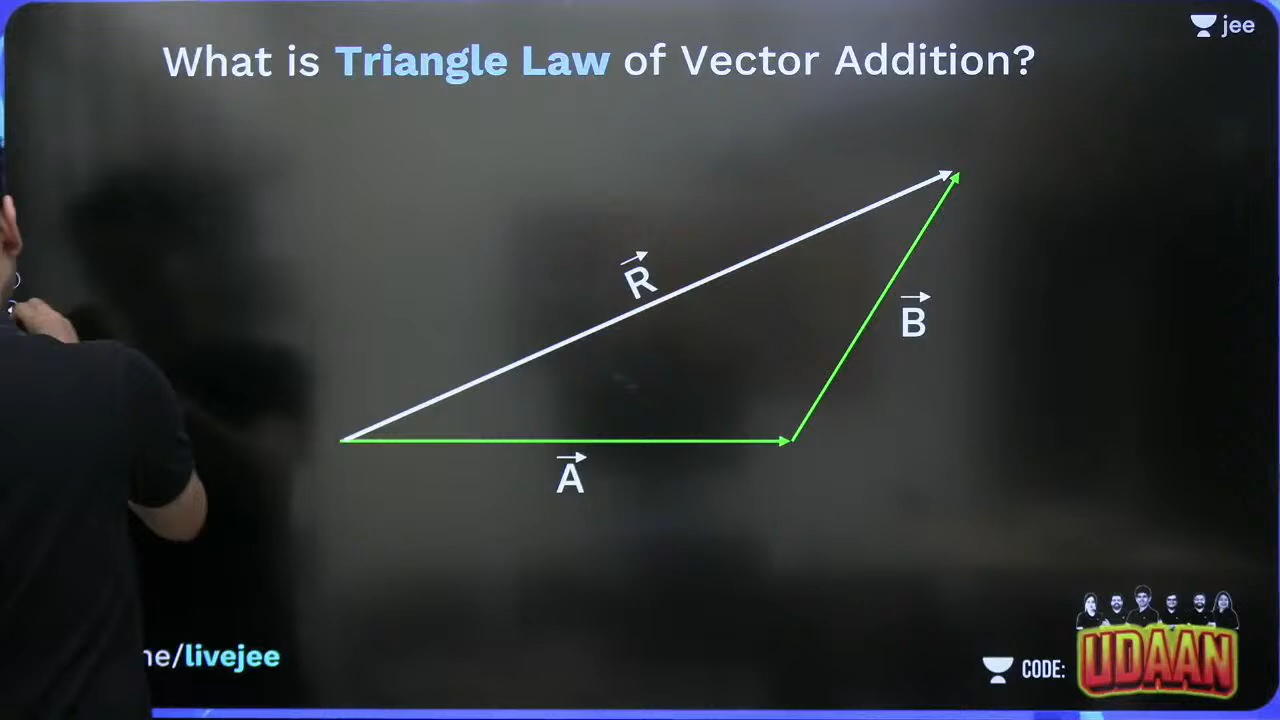 jee
What is Triangle Law of Vector Addition?
R
B
A
ne/livejee
CODE:
UDAAN